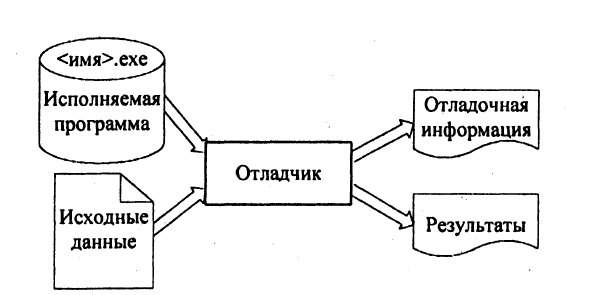 <имя>.exe
Исполняемая
программа
Исходные
данные
Отладчик
Отладочная
информация
Результаты